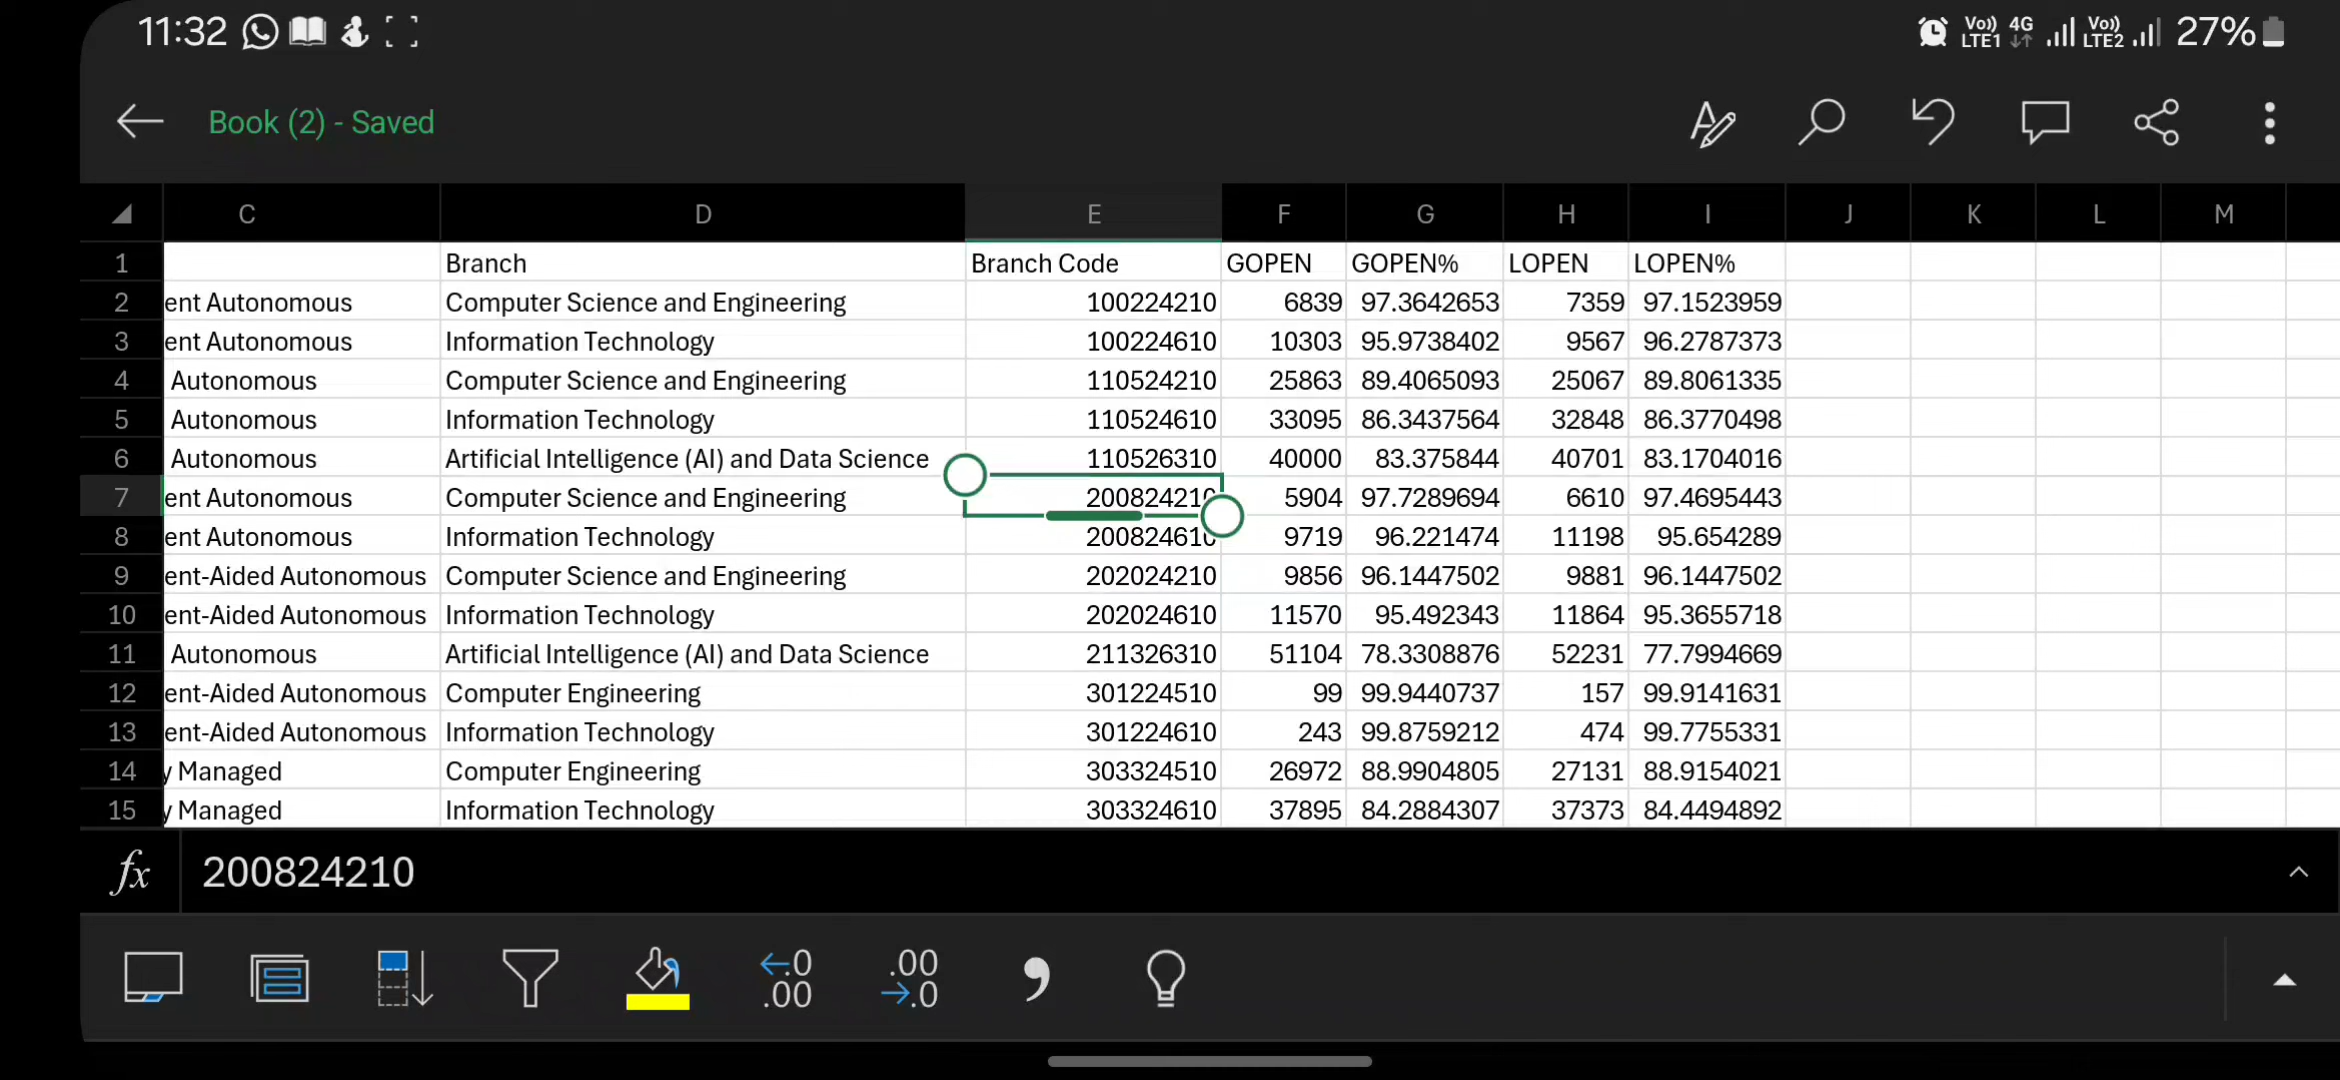 11:32 Vo)) LTE1 4G Vo)) LTE2 27%
Book (2) - Saved
C D E F G H I J K L M
1 Branch Branch Code GOPEN GOPEN% LOPEN LOPEN%
2 ent Autonomous Computer Science and Engineering 100224210 6839 97.3642653 7359 97.1523959
3 ent Autonomous Information Technology 100224610 10303 95.9738402 9567 96.2787373
4 Autonomous Computer Science and Engineering 110524210 25863 89.4065093 25067 89.8061335
5 Autonomous Information Technology 110524610 33095 86.3437564 32848 86.3770498
6 Autonomous Artificial Intelligence (AI) and Data Science 110526310 40000 83.375844 40701 83.1704016
7 ent Autonomous Computer Science and Engineering 200824210 5904 97.7289694 6610 97.4695443
8 ent Autonomous Information Technology 200824610 9719 96.221474 11198 95.654289
9 ent-Aided Autonomous Computer Science and Engineering 202024210 9856 96.1447502 9881 96.1447502
10 ent-Aided Autonomous Information Technology 202024610 11570 95.492343 11864 95.3655718
11 Autonomous Artificial Intelligence (AI) and Data Science 211326310 51104 78.3308876 52231 77.7994669
12 ent-Aided Autonomous Computer Engineering 301224510 99 99.9440737 157 99.9141631
13 ent-Aided Autonomous Information Technology 301224610 243 99.8759212 474 99.7755331
14 y Managed Computer Engineering 303324510 26972 88.9904805 27131 88.9154021
15 y Managed Information Technology 303324610 37895 84.2884307 37373 84.4494892
fx 200824210
←.0 .00 .00 →.0